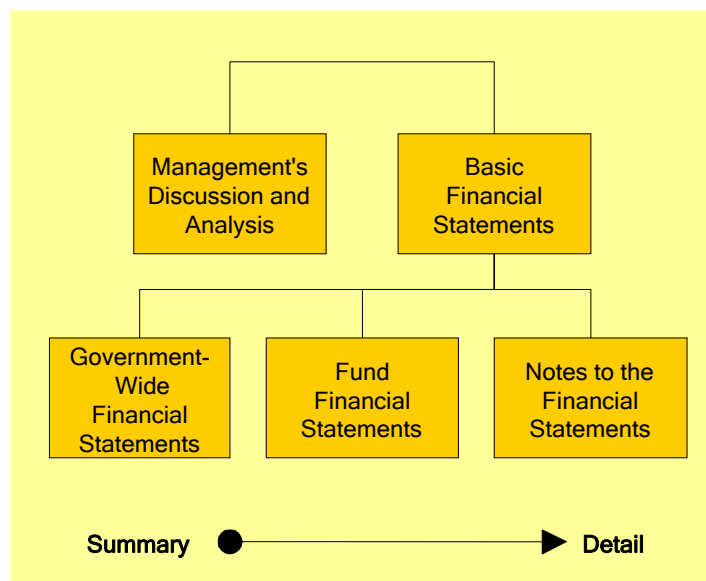 Management's
Discussion and
Analysis
Basic
Financial
Statements
Government-
Wide
Financial
Statements
Fund
Financial
Statements
Notes to the
Financial
Statements
Summary
Detail